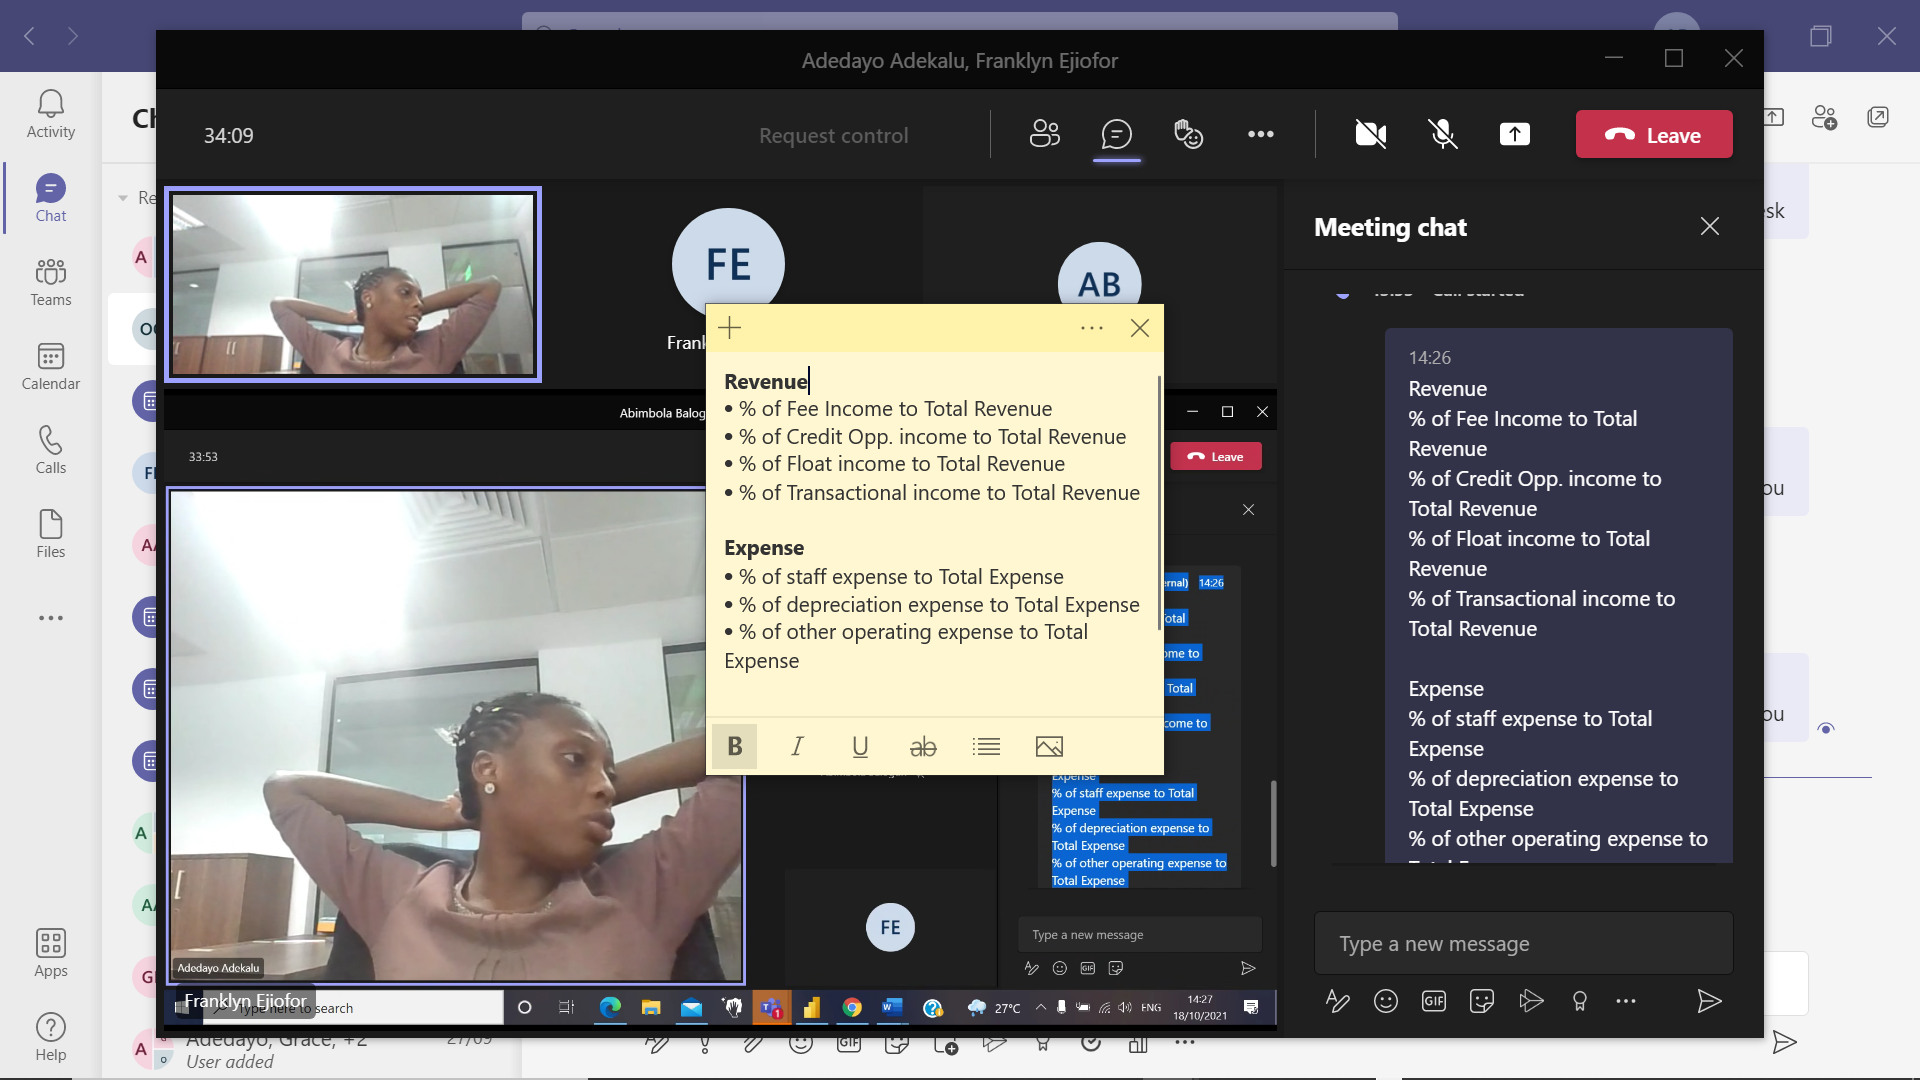 Adedayo Adekalu, Franklyn Ejiofor
34:09
Request control
Leave
Activity
Chat
Teams
Calendar
Calls
Files
Apps
Help
FE
AB
Abimbola Balog
33:53
Leave
Revenue
• % of Fee Income to Total Revenue
• % of Credit Opp. income to Total Revenue
• % of Float income to Total Revenue
• % of Transactional income to Total Revenue
Expense
• % of staff expense to Total Expense
• % of depreciation expense to Total Expense
• % of other operating expense to Total
Expense
B I U ab
14:26
Total
Expense
% of staff expense to Total
Expense
% of depreciation expense to
Total Expense
% of other operating expense to
Total Expense
FE
Type a new message
GIF
Adedayo Adekalu
Franklyn Ejiofor
Type here to search
1
27°C
ENG
14:27
18/10/2021
Meeting chat
14:26
Revenue
% of Fee Income to Total
Revenue
% of Credit Opp. income to
Total Revenue
% of Float income to Total
Revenue
% of Transactional income to
Total Revenue
Expense
% of staff expense to Total
Expense
% of depreciation expense to
Total Expense
% of other operating expense to
Type a new message
GIF
Adedayo, Grace, +2
27/09
User added
GIF